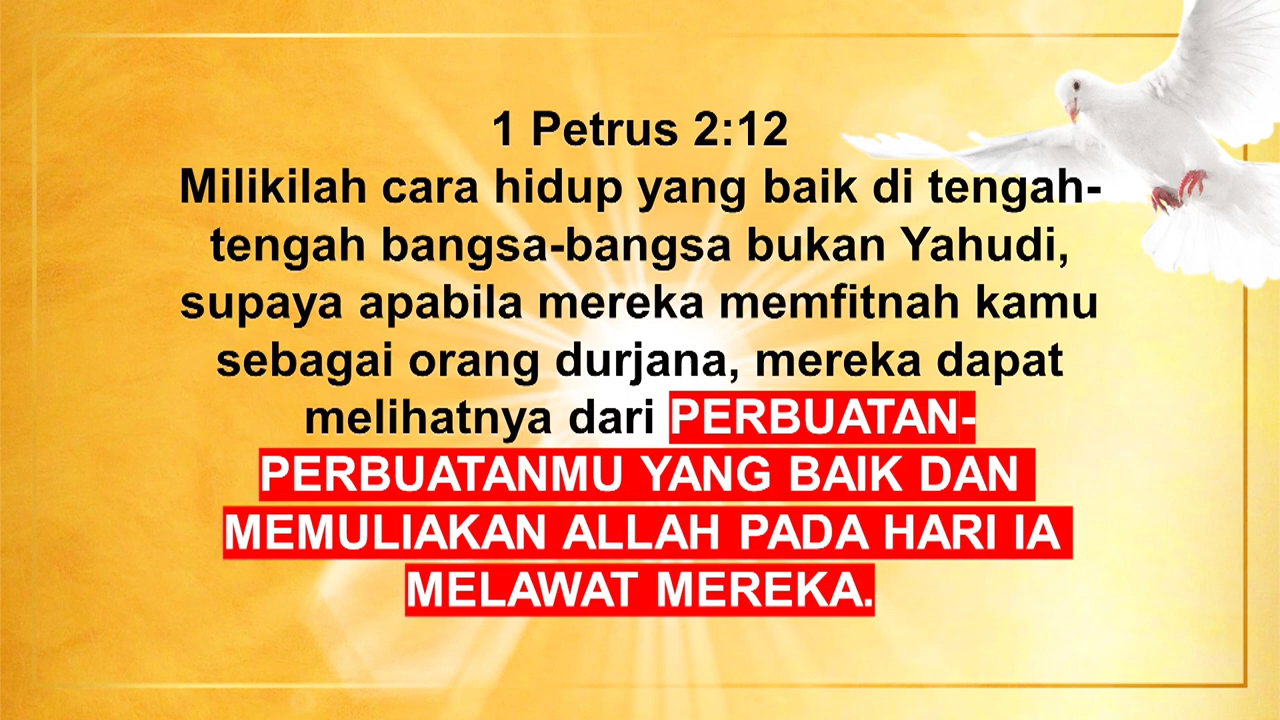 1 Petrus 2:12
Milikilah cara hidup yang baik di tengah-
tengah bangsa-bangsa bukan Yahudi,
supaya apabila mereka memfitnah kamu
sebagai orang durjana, mereka dapat
melihatnya dari PERBUATAN-
PERBUATANMU YANG BAIK DAN
MEMULIAKAN ALLAH PADA HARI IA
MELAWAT MEREKA.